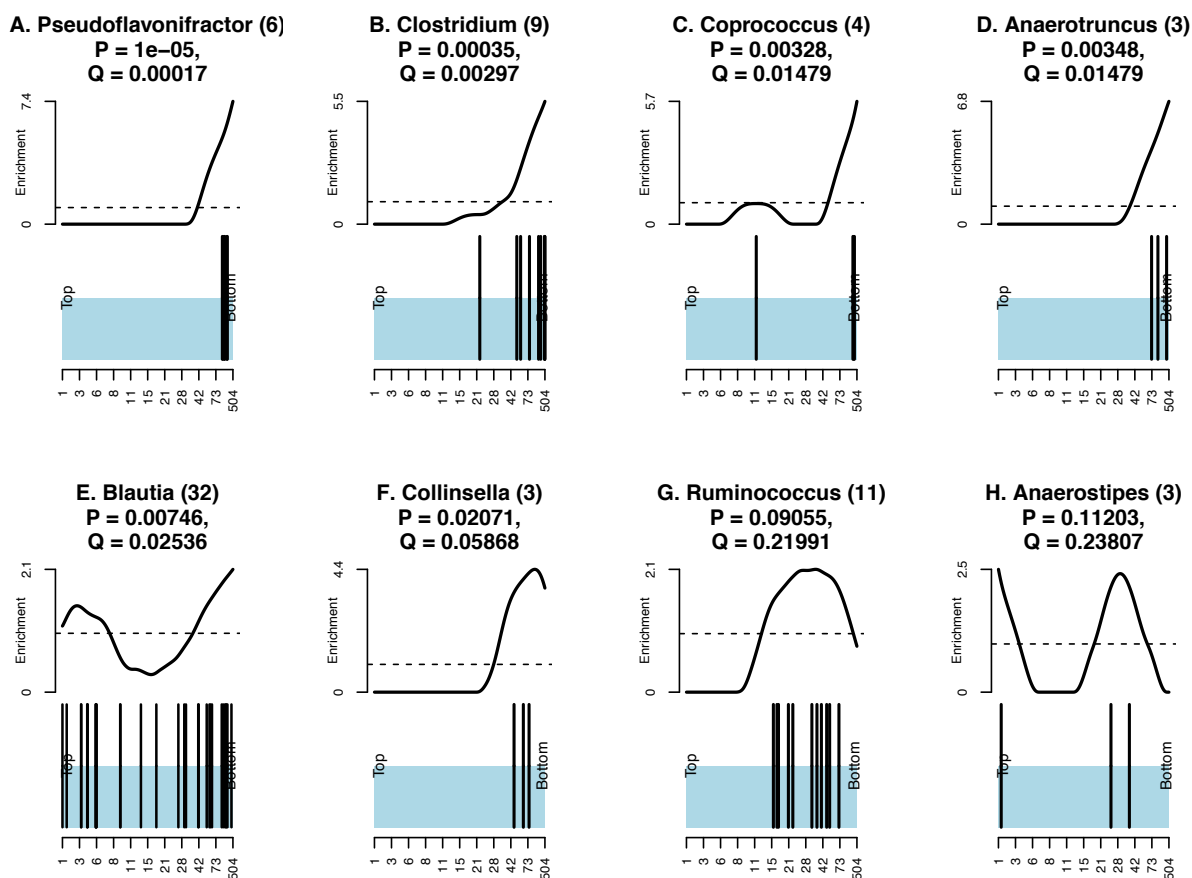 A. Pseudoflavonifractor (6)
P = 1e−05,
Q = 0.00017
7.4
Enrichment
0
Top
Bottom
1 3 6 8 11 15 21 28 42 73 504
B. Clostridium (9)
P = 0.00035,
Q = 0.00297
5.5
Enrichment
0
Top
Bottom
1 3 6 8 11 15 21 28 42 73 504
C. Coprococcus (4)
P = 0.00328,
Q = 0.01479
5.7
Enrichment
0
Top
Bottom
1 3 6 8 11 15 21 28 42 73 504
D. Anaerotruncus (3)
P = 0.00348,
Q = 0.01479
6.8
Enrichment
0
Top
Bottom
1 3 6 8 11 15 21 28 42 73 504
E. Blautia (32)
P = 0.00746,
Q = 0.02536
2.1
Enrichment
0
Top
Bottom
1 3 6 8 11 15 21 28 42 73 504
F. Collinsella (3)
P = 0.02071,
Q = 0.05868
4.4
Enrichment
0
Top
Bottom
1 3 6 8 11 15 21 28 42 73 504
G. Ruminococcus (11)
P = 0.09055,
Q = 0.21991
2.1
Enrichment
0
Top
Bottom
1 3 6 8 11 15 21 28 42 73 504
H. Anaerostipes (3)
P = 0.11203,
Q = 0.23807
2.5
Enrichment
0
Top
Bottom
1 3 6 8 11 15 21 28 42 73 504